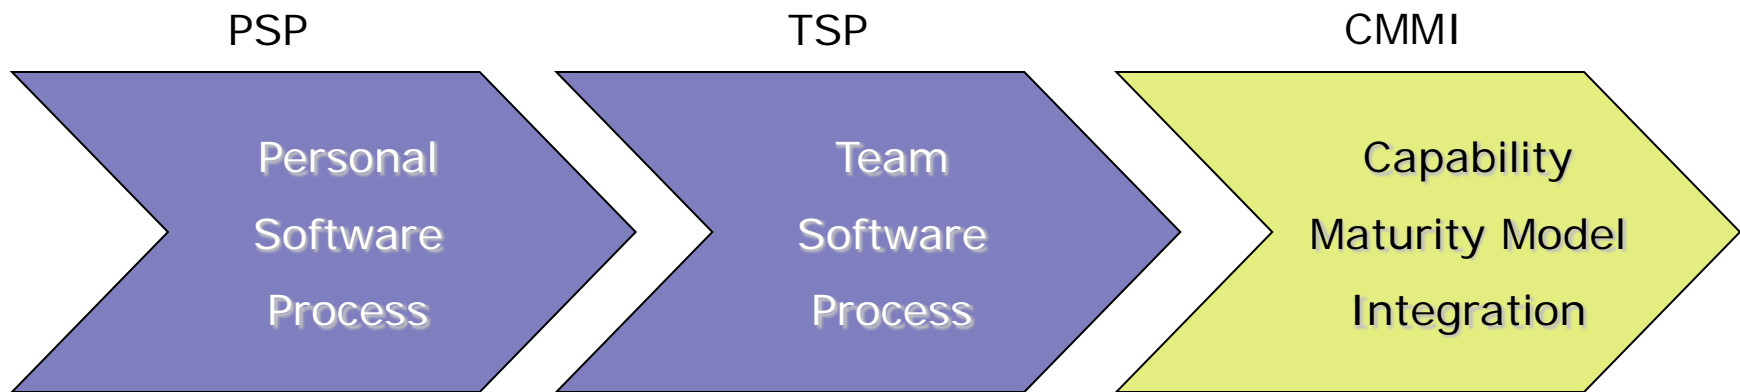 PSP
Personal
Software
Process
TSP
Team
Software
Process
CMMI
Capability
Maturity Model
Integration